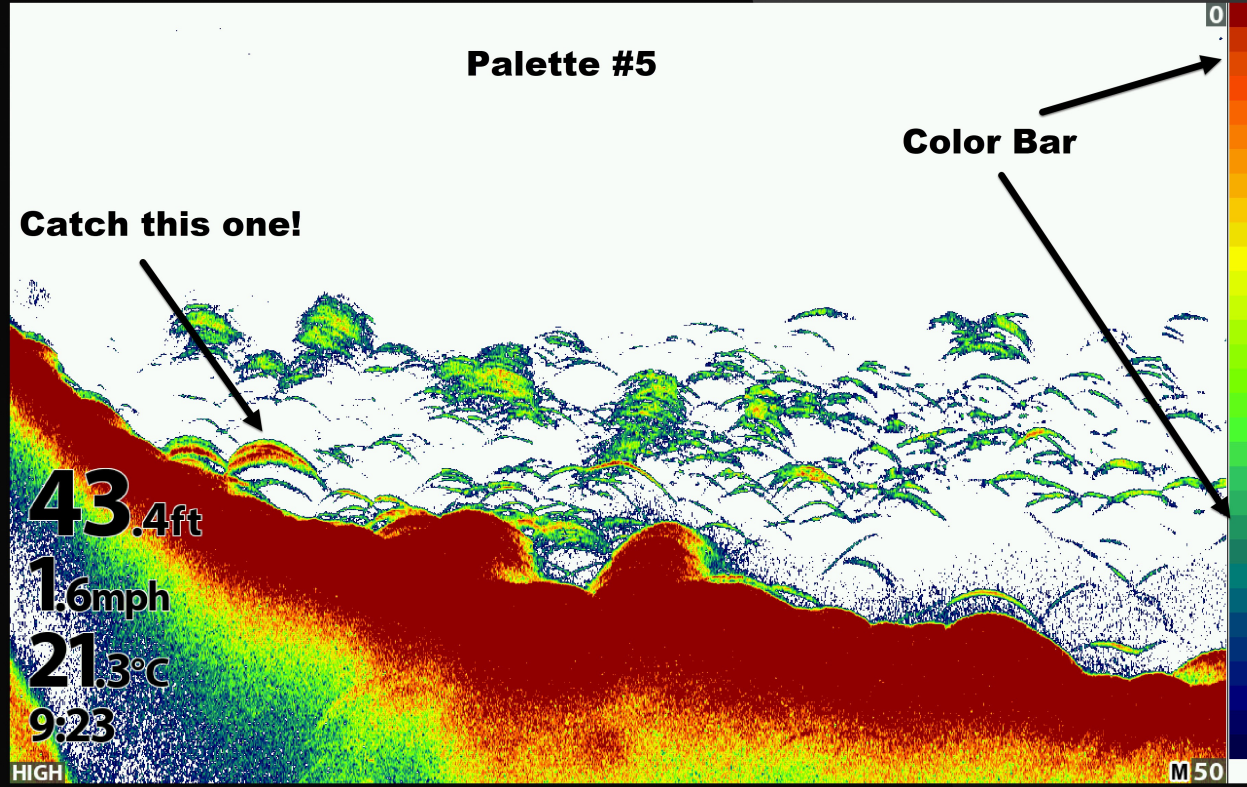 0
Palette #5
Color Bar
Catch this one!
43.4ft
1.6mph
21.3°C
9:23
HIGH
M 50